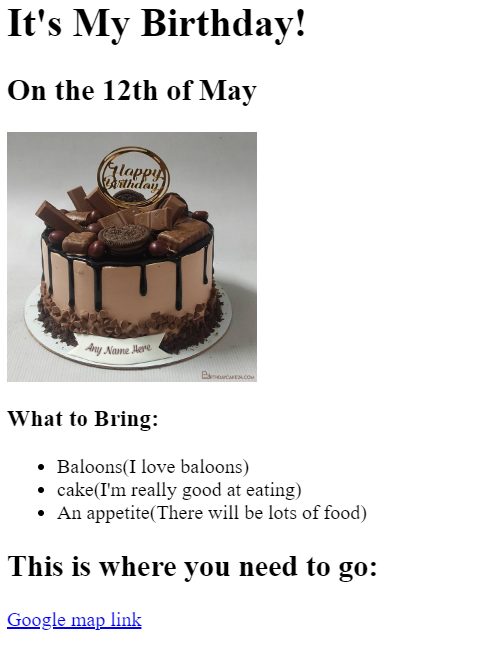 It's My Birthday!
On the 12th of May
Happy
Birthday
Any Name Here
What to Bring:
Baloons(I love baloons)
cake(I'm really good at eating)
An appetite(There will be lots of food)
This is where you need to go:
Google map link